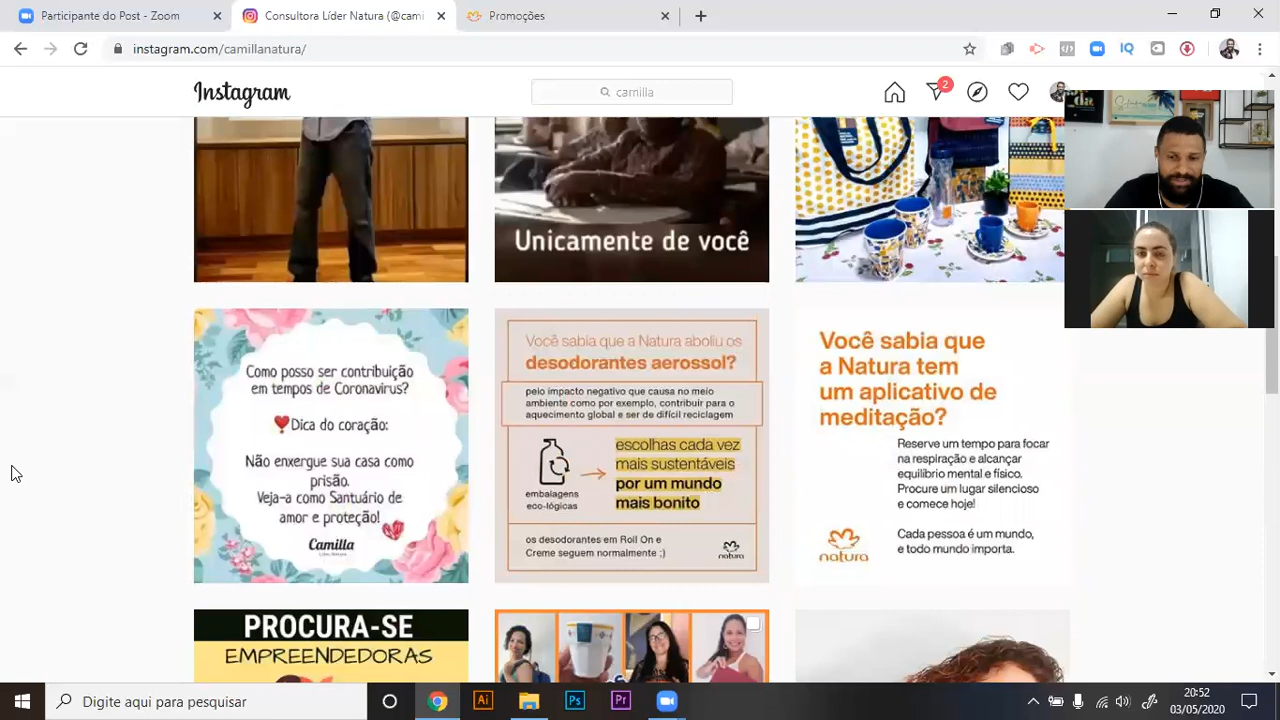 Participante do Post - Zoom
Consultora Líder Natura (@cami
Promoções
instagram.com/camillanatura/
IQ
Instagram
camilla
2
Unicamente de você
Como posso ser contribuição
em tempos de Coronavirus?
❤Dica do coração:
Não enxergue sua casa como
prisão.
Veja-a como Santuário de
amor e proteção!
Camilla
Você sabia que a Natura aboliu os
desodorantes aerossol?
pelo impacto negativo que causa no meio
ambiente como por exemplo, contribuir para o
aquecimento global e ser de difícil reciclagem
escolhas cada vez
mais sustentáveis
por um mundo
mais bonito
embalagens
eco-lógicas
os desodorantes em Roll On e
Creme seguem normalmente ;)
natura
Você sabia que
a Natura tem
um aplicativo de
meditação?
Reserve um tempo para focar
na respiração e alcançar
equilíbrio mental e físico.
Procure um lugar silencioso
e comece hoje!
Cada pessoa é um mundo,
e todo mundo importa.
natura
PROCURA-SE
EMPREENDEDORAS
Digite aqui para pesquisar
Ai
Ps
Pr
20:52
03/05/2020